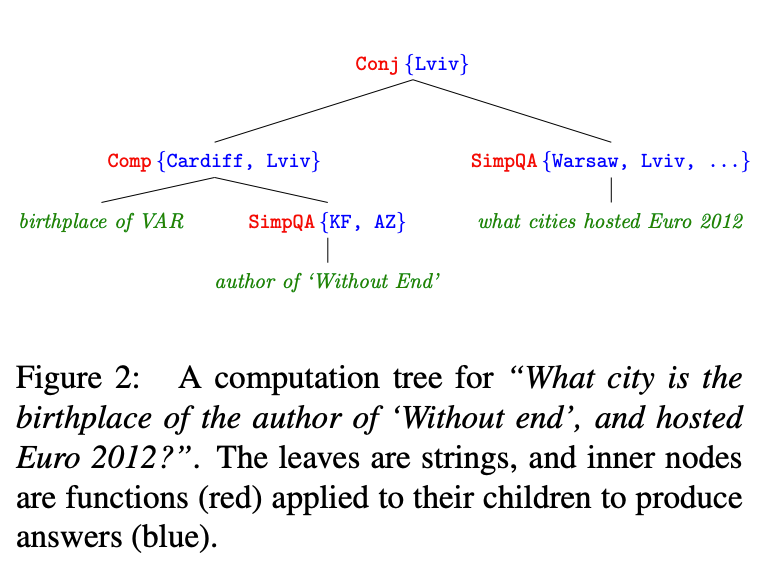 Conj {Lviv}
Comp {Cardiff, Lviv} SimpQA {Warsaw, Lviv, ...}
birthplace of VAR SimpQA {KF, AZ} what cities hosted Euro 2012
author of ‘Without End’
Figure 2: A computation tree for “What city is the
birthplace of the author of ‘Without end’, and hosted
Euro 2012?”. The leaves are strings, and inner nodes
are functions (red) applied to their children to produce
answers (blue).